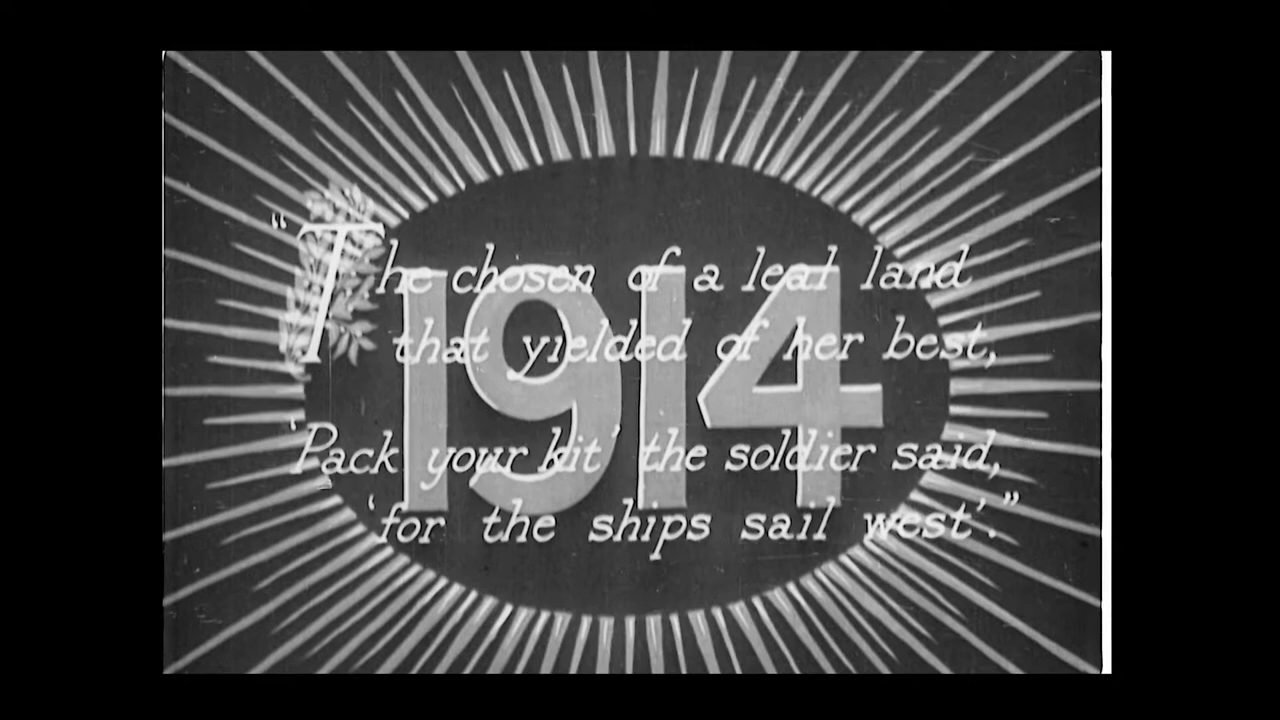 1914
"The chosen of a leal land
that yielded of her best,
'Pack your kit' the soldier said,
'for the ships sail west'."